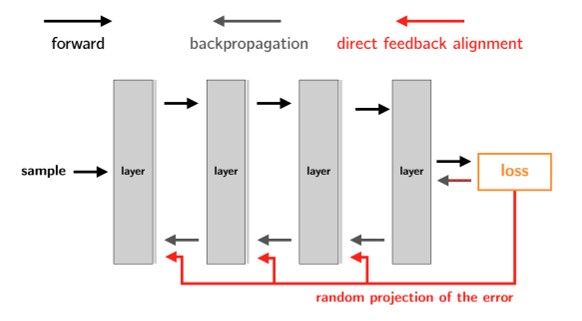 forward
backpropagation
direct feedback alignment
sample
layer
layer
layer
layer
loss
random projection of the error